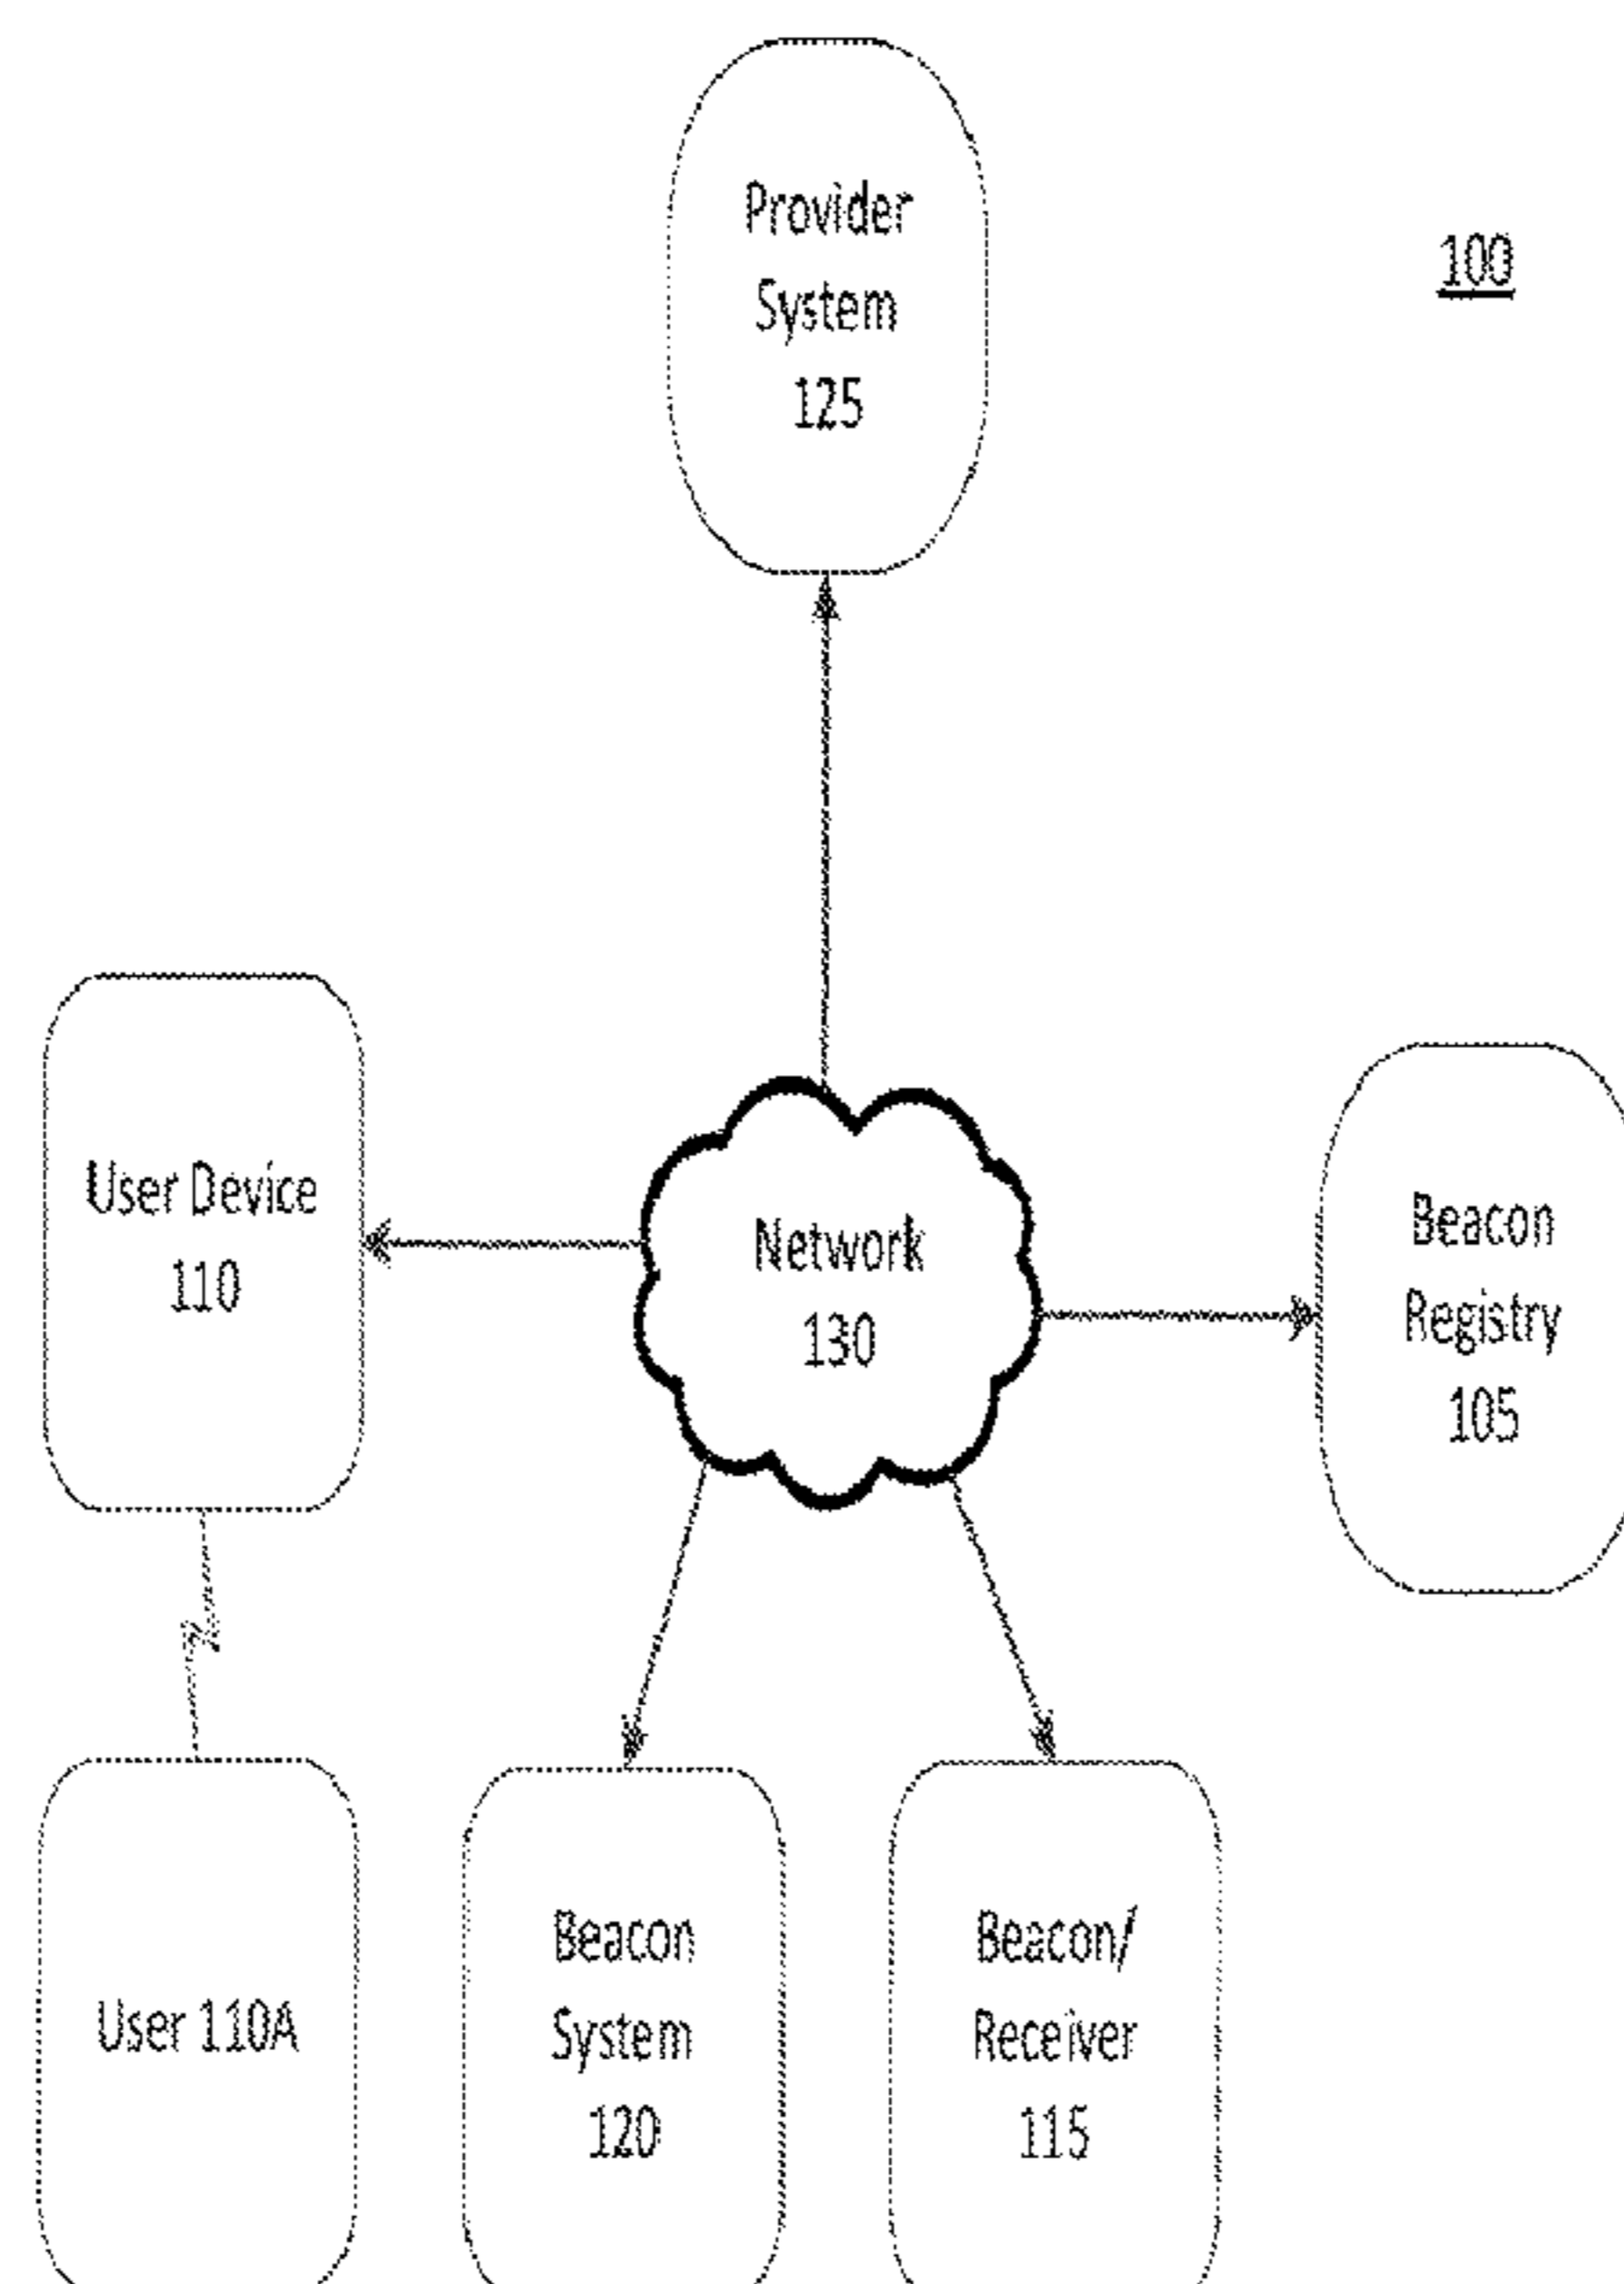 Provider
System
125
100
User Device
110
Network
130
Beacon
Registry
105
User 110A
Beacon
System
120
Beacon/
Receiver
115